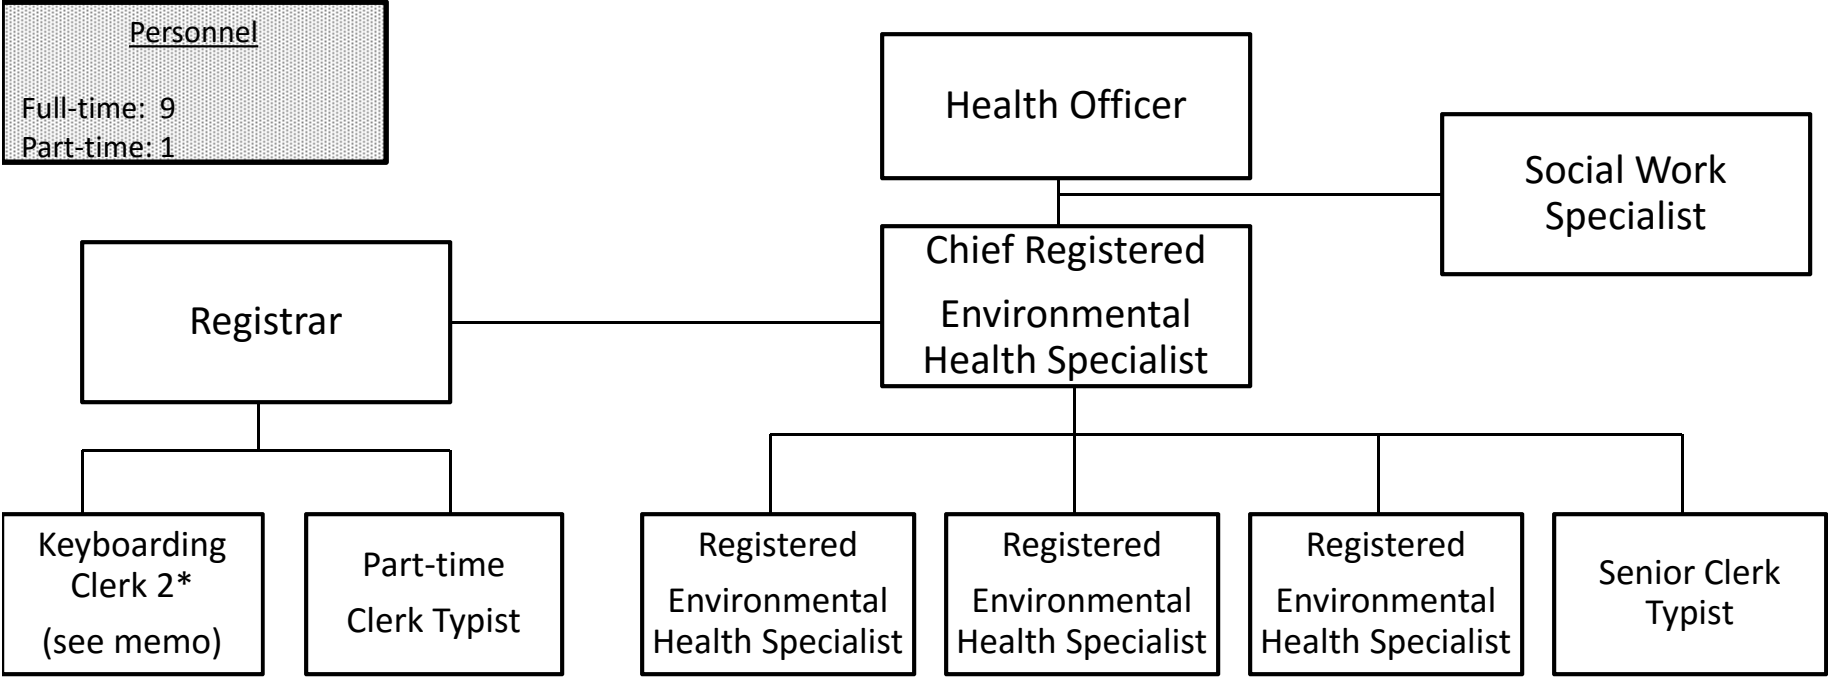 Personnel
Full-time: 9
Part-time: 1
Health Officer
Social Work
Specialist
Chief Registered
Environmental
Health Specialist
Registrar
Keyboarding
Clerk 2*
(see memo)
Part-time
Clerk Typist
Registered
Environmental
Health Specialist
Registered
Environmental
Health Specialist
Registered
Environmental
Health Specialist
Senior Clerk
Typist